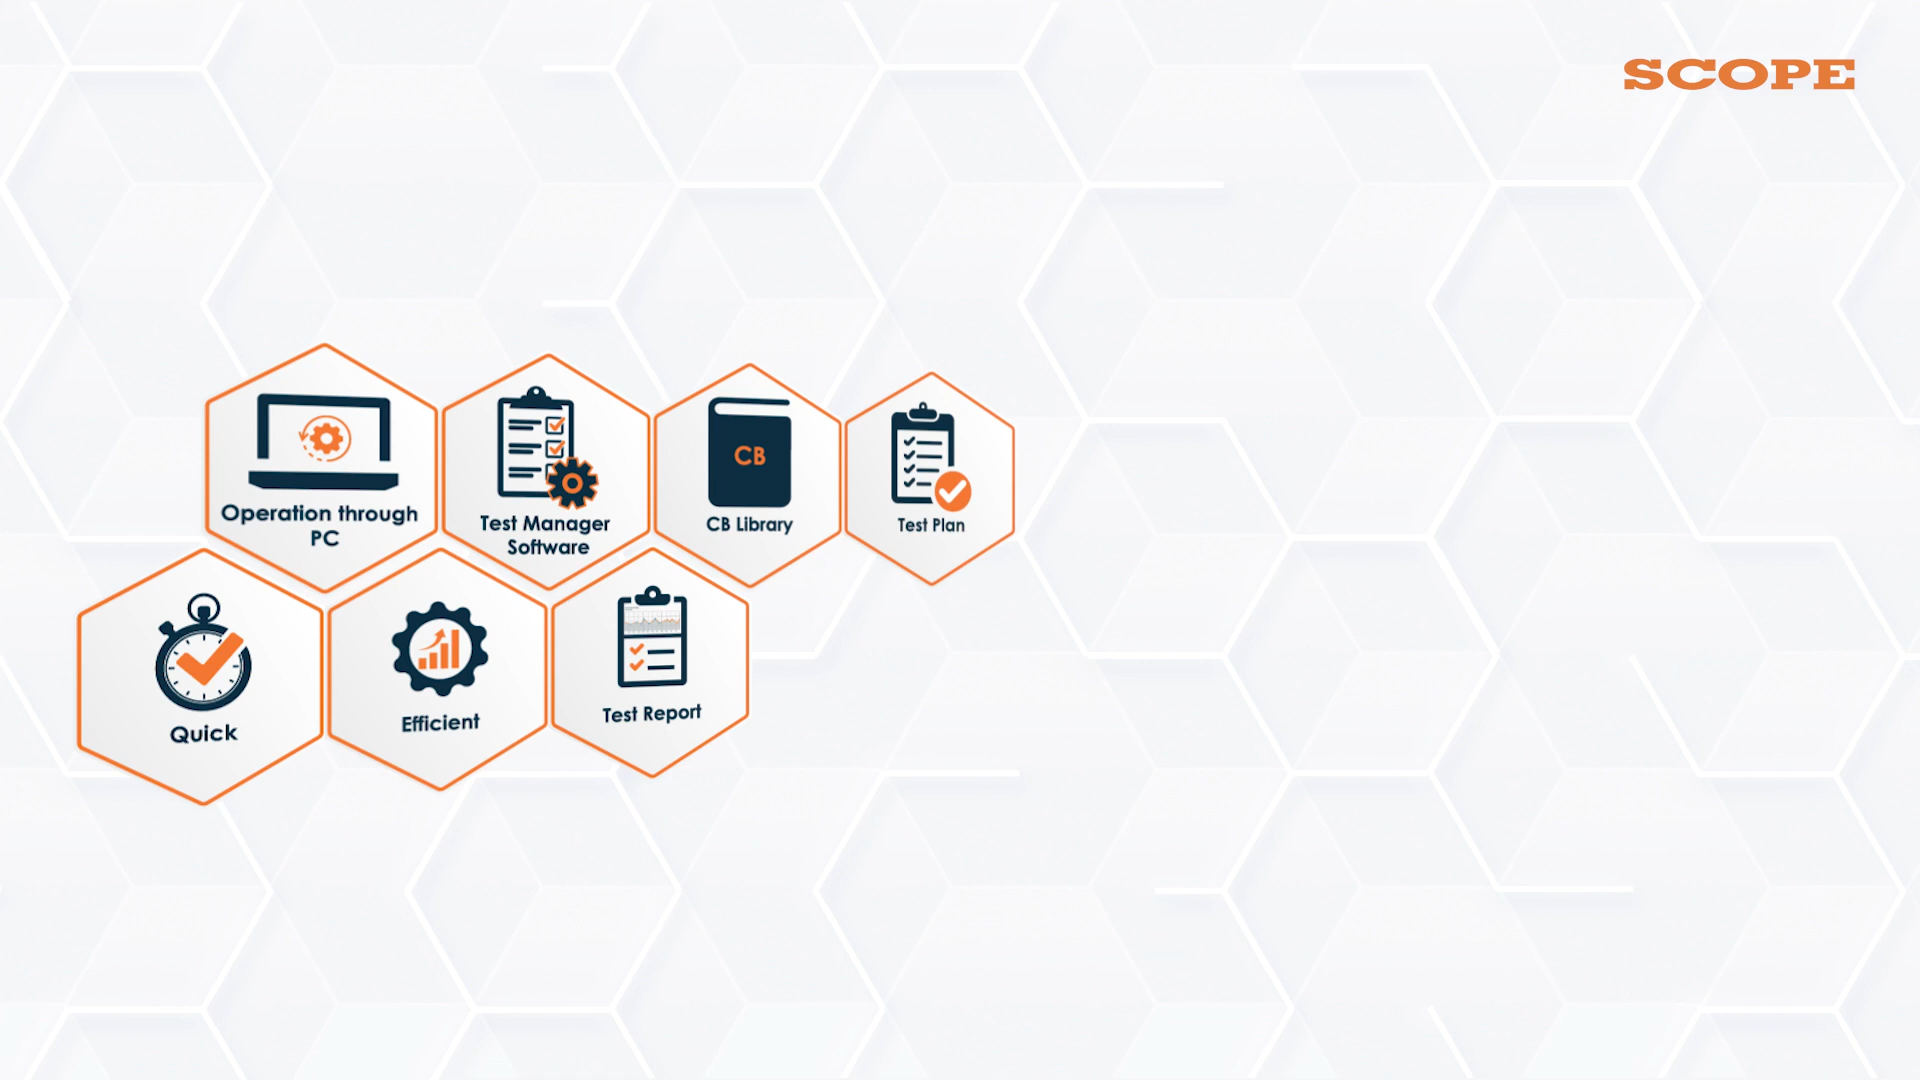 SCOPE
Operation through
PC
Test Manager
Software
CB
CB Library
Test Plan
Quick
Efficient
Test Report